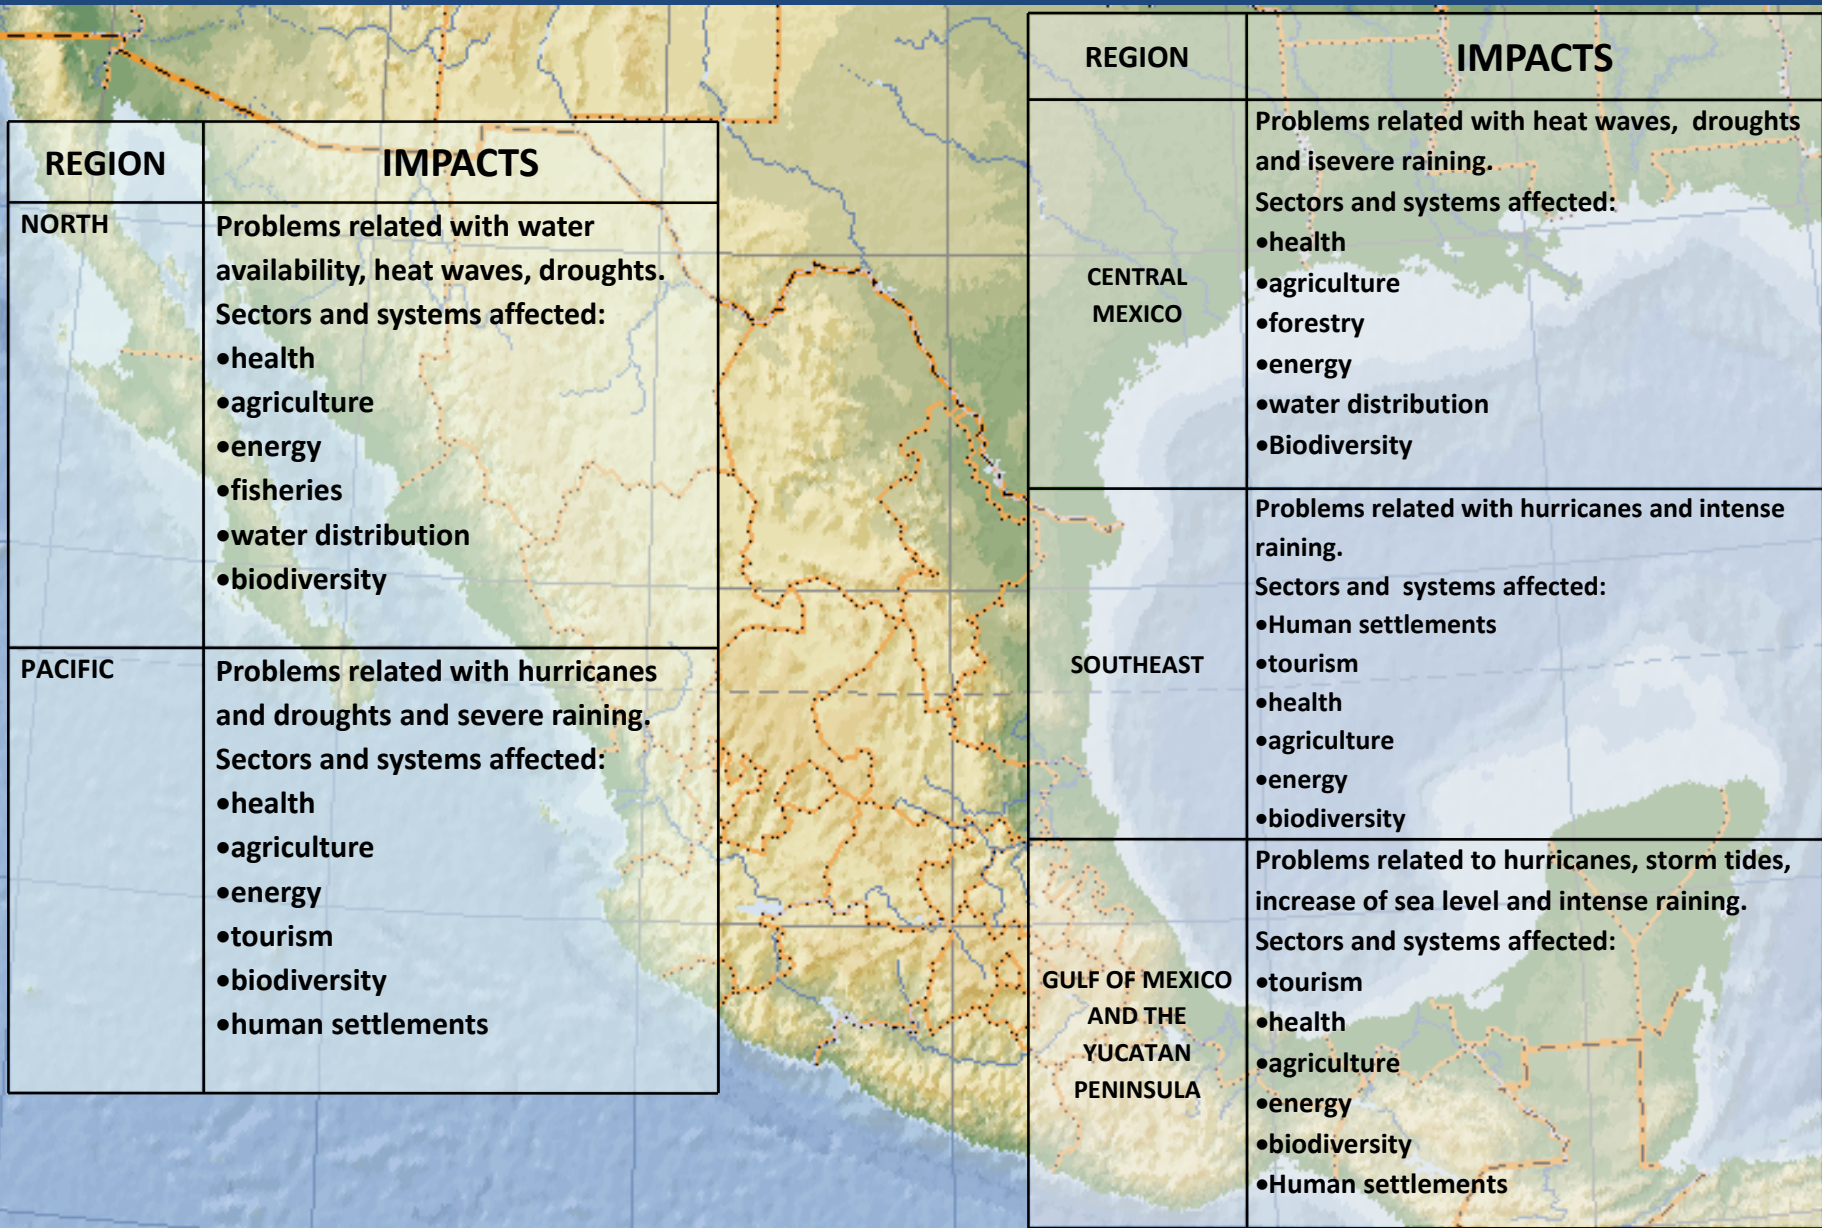 REGION
IMPACTS
NORTH
Problems related with water
availability, heat waves, droughts.
Sectors and systems affected:
•health
•agriculture
•energy
•fisheries
•water distribution
•biodiversity
PACIFIC
Problems related with hurricanes
and droughts and severe raining.
Sectors and systems affected:
•health
•agriculture
•energy
•tourism
•biodiversity
•human settlements
REGION
IMPACTS
CENTRAL
MEXICO
Problems related with heat waves, droughts
and isevere raining.
Sectors and systems affected:
•health
•agriculture
•forestry
•energy
•water distribution
•Biodiversity
SOUTHEAST
Problems related with hurricanes and intense
raining.
Sectors and systems affected:
•Human settlements
•tourism
•health
•agriculture
•energy
•biodiversity
GULF OF MEXICO
AND THE
YUCATAN
PENINSULA
Problems related to hurricanes, storm tides,
increase of sea level and intense raining.
Sectors and systems affected:
•tourism
•health
•agriculture
•energy
•biodiversity
•Human settlements